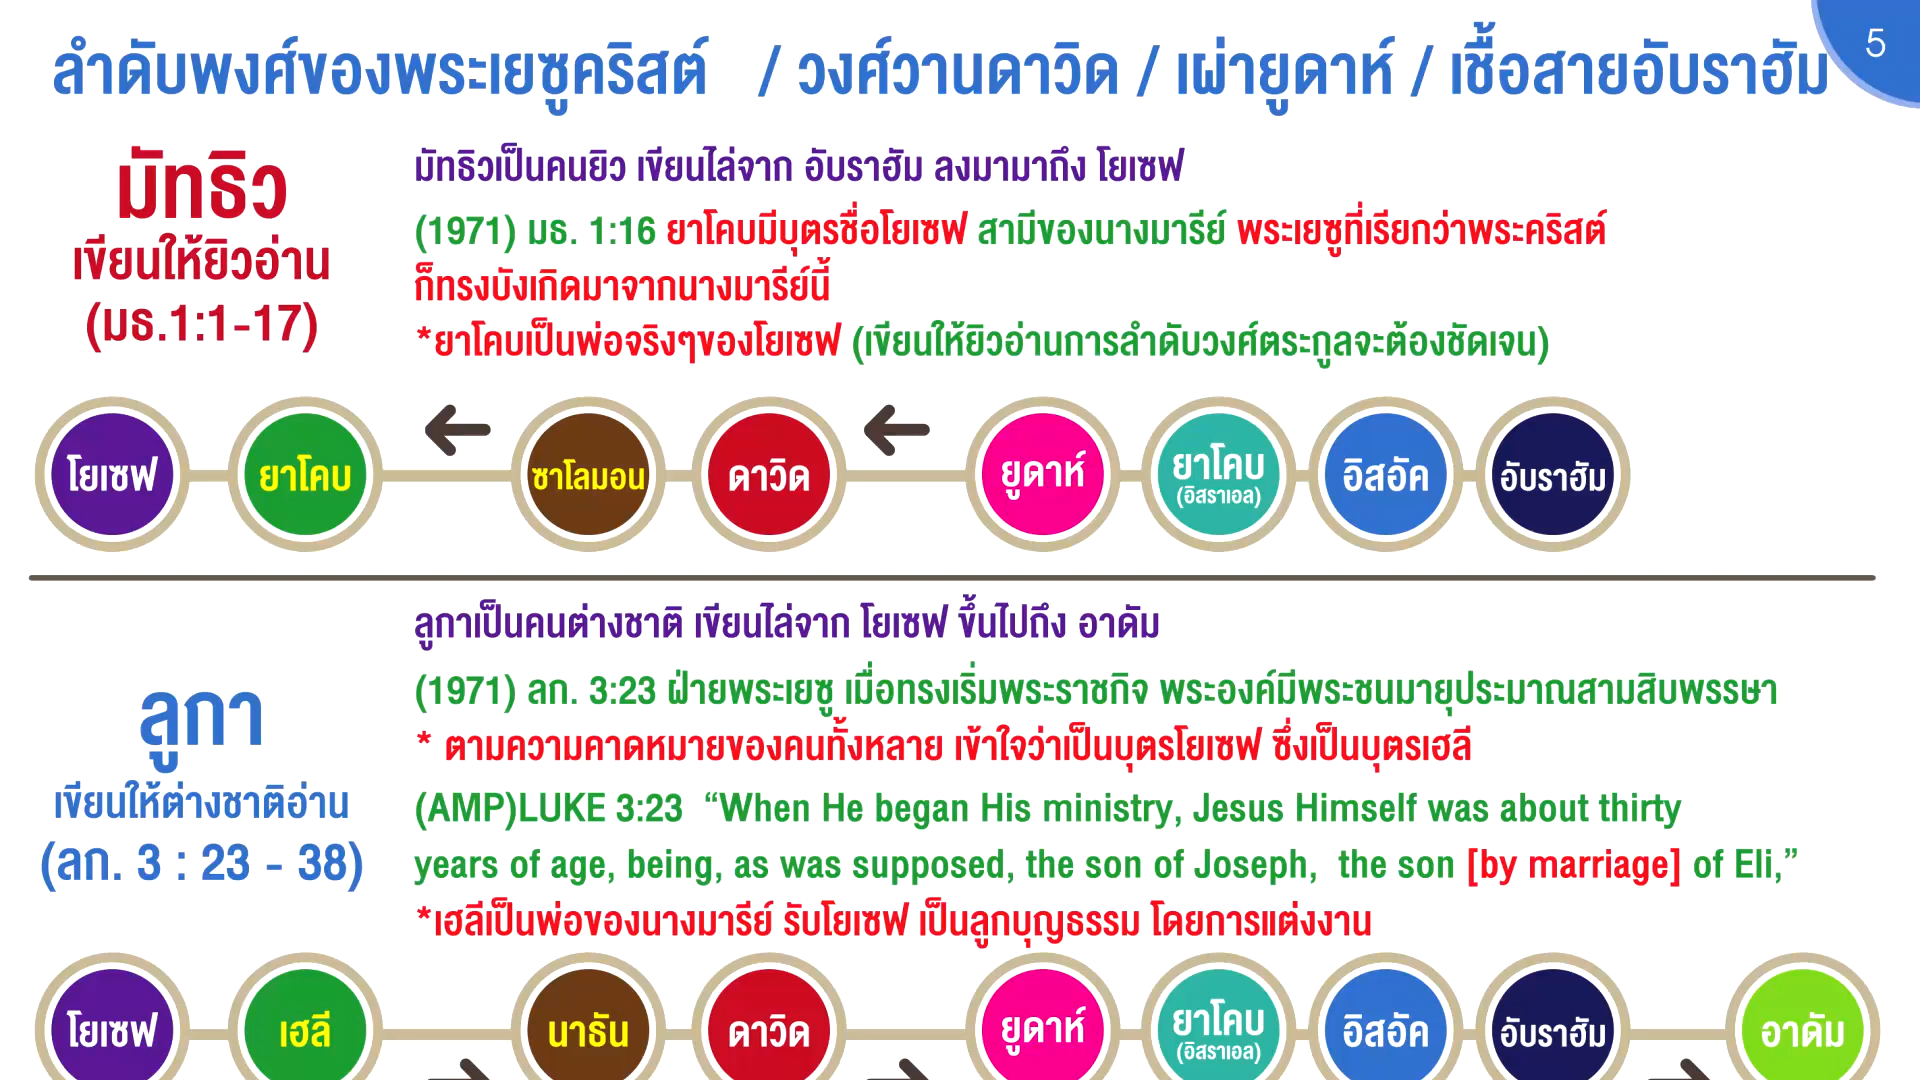 5
ลำดับพงศ์ของพระเยซูคริสต์ / วงศ์วานดาวิด / เผ่ายูดาห์ / เชื้อสายอับราฮัม
มัทธิว
เขียนให้ยิวอ่าน
(มธ.1:1-17)
มัทธิวเป็นคนยิว เขียนไล่จาก อับราฮัม ลงมามาถึง โยเซฟ
(1971) มธ. 1:16 ยาโคบมีบุตรชื่อโยเซฟ สามีของนางมารีย์ พระเยซูที่เรียกว่าพระคริสต์
ก็ทรงบังเกิดมาจากนางมารีย์นี้
*ยาโคบเป็นพ่อจริงๆของโยเซฟ (เขียนให้ยิวอ่านการลำดับวงศ์ตระกูลจะต้องชัดเจน)
โยเซฟ ยาโคบ ซาโลมอน ดาวิด ยูดาห์ ยาโคบ (อิสราเอล) อิสอัค อับราฮัม
ลูกา
เขียนให้ต่างชาติอ่าน
(ลก. 3 : 23 - 38)
ลูกาเป็นคนต่างชาติ เขียนไล่จาก โยเซฟ ขึ้นไปถึง อาดัม
(1971) ลก. 3:23 ฝ่ายพระเยซู เมื่อทรงเริ่มพระราชกิจ พระองค์มีพระชนมายุประมาณสามสิบพรรษา
* ตามความคาดหมายของคนทั้งหลาย เข้าใจว่าเป็นบุตรโยเซฟ ซึ่งเป็นบุตรเฮลี
(AMP)LUKE 3:23 “When He began His ministry, Jesus Himself was about thirty
years of age, being, as was supposed, the son of Joseph, the son [by marriage] of Eli,”
*เฮลีเป็นพ่อของนางมารีย์ รับโยเซฟ เป็นลูกบุญธรรม โดยการแต่งงาน
โยเซฟ เฮลี นาธัน ดาวิด ยูดาห์ ยาโคบ (อิสราเอล) อิสอัค อับราฮัม อาดัม